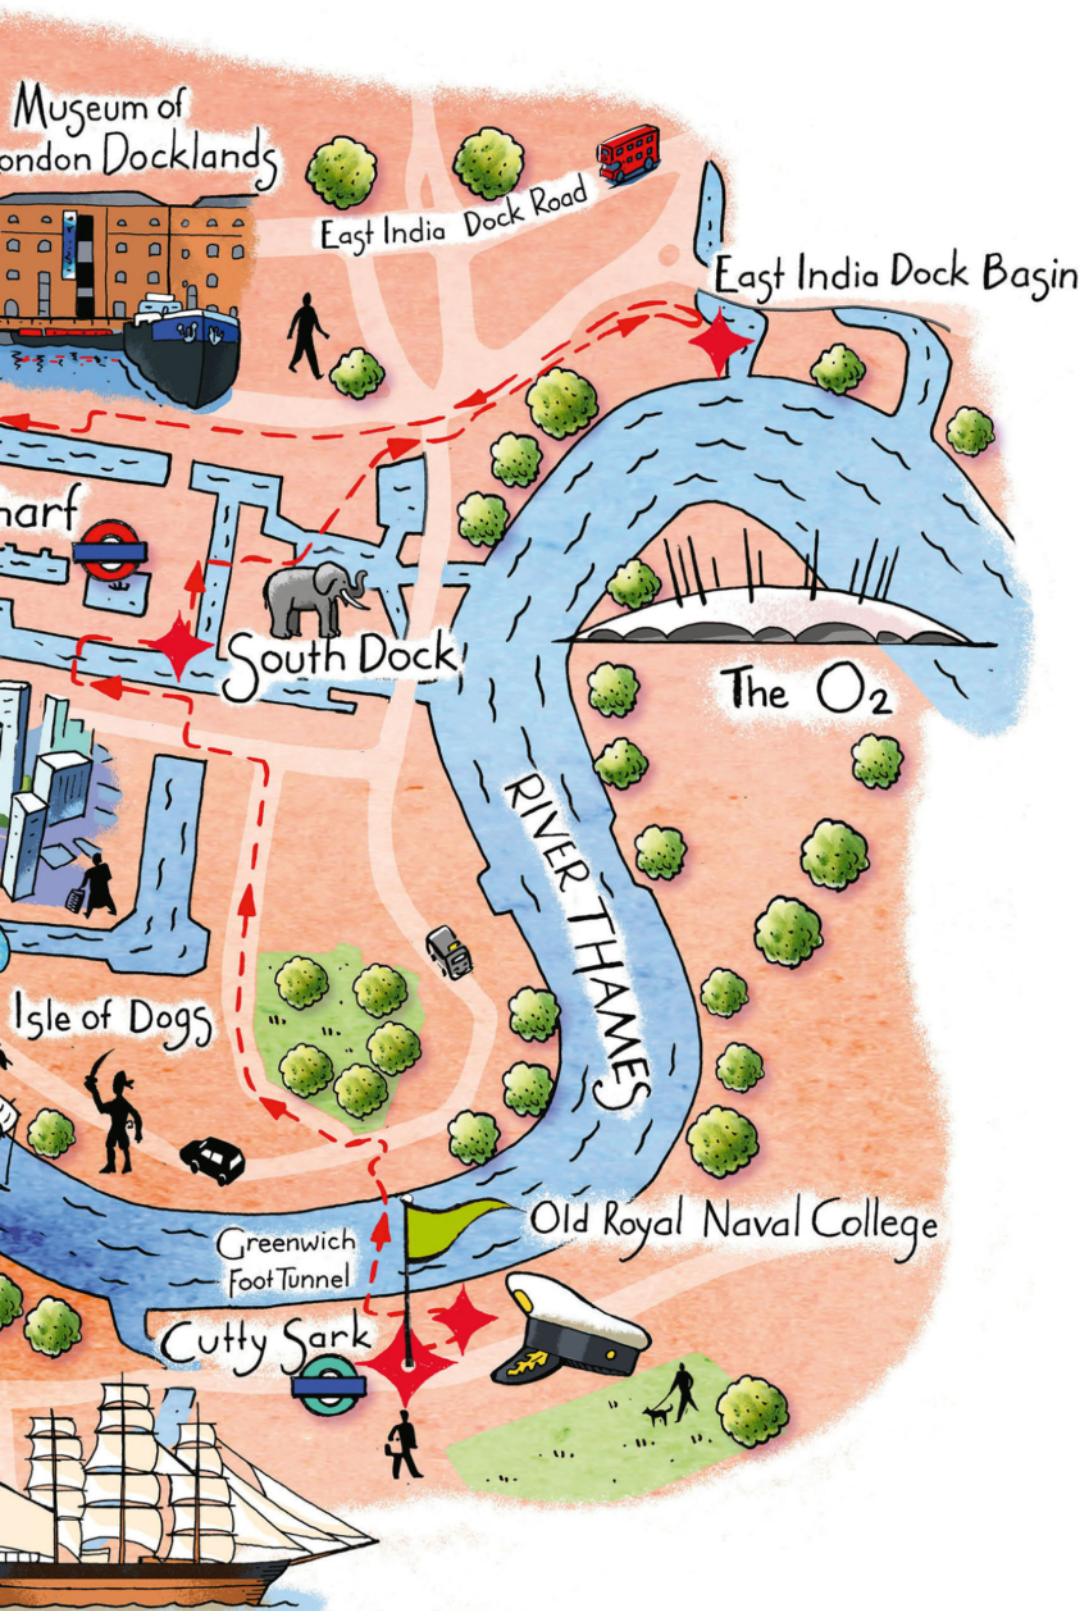 Museum of
ondon Docklands
East India Dock Road
East India Dock Basin
harf
South Dock
The O2
RIVER THAMES
Isle of Dogs
Old Royal Naval College
Greenwich
Foot Tunnel
Cutty Sark